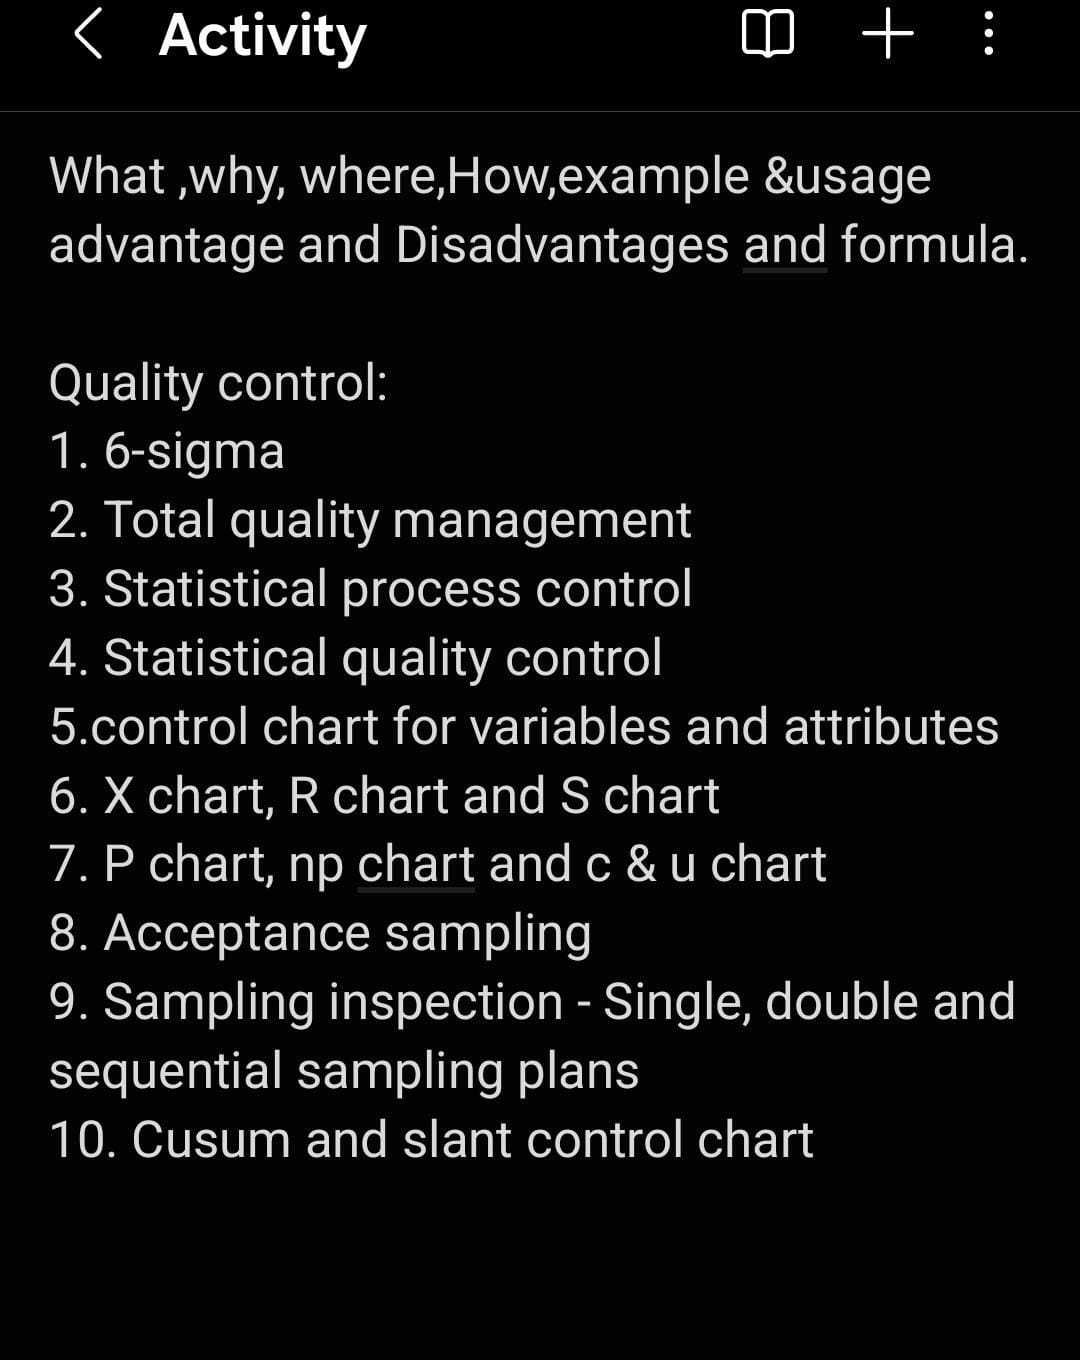 Activity
What ,why, where,How,example &usage
advantage and Disadvantages and formula.
Quality control:
1. 6-sigma
2. Total quality management
3. Statistical process control
4. Statistical quality control
5.control chart for variables and attributes
6. X chart, R chart and S chart
7. P chart, np chart and c & u chart
8. Acceptance sampling
9. Sampling inspection - Single, double and
sequential sampling plans
10. Cusum and slant control chart